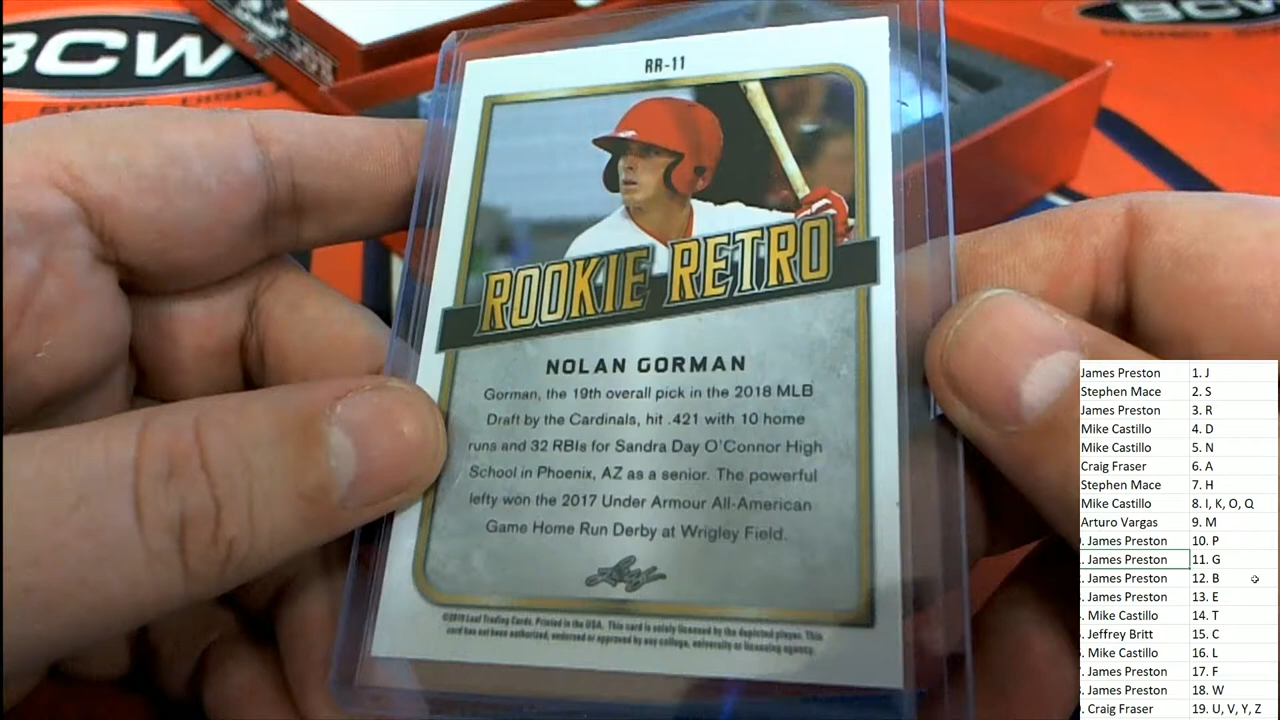 BCW
BCW
RR-11
ROOKIE RETRO
NOLAN GORMAN
Gorman, the 19th overall pick in the 2018 MLB
Draft by the Cardinals, hit .421 with 10 home
runs and 32 RBIs for Sandra Day O'Connor High
School in Phoenix, AZ as a senior. The powerful
lefty won the 2017 Under Armour All-American
Game Home Run Derby at Wrigley Field.
Leaf
©2019 Leaf Trading Cards. Printed in the USA. This card is solely licensed by the depicted player. This
card has not been authorized, endorsed or approved by any college, university or licensing agency.
James Preston 1. J
Stephen Mace 2. S
James Preston 3. R
Mike Castillo 4. D
Mike Castillo 5. N
Craig Fraser 6. A
Stephen Mace 7. H
Mike Castillo 8. I, K, O, Q
Arturo Vargas 9. M
. James Preston 10. P
. James Preston 11. G
. James Preston 12. B
. James Preston 13. E
. Mike Castillo 14. T
. Jeffrey Britt 15. C
. Mike Castillo 16. L
. James Preston 17. F
. James Preston 18. W
. Craig Fraser 19. U, V, Y, Z